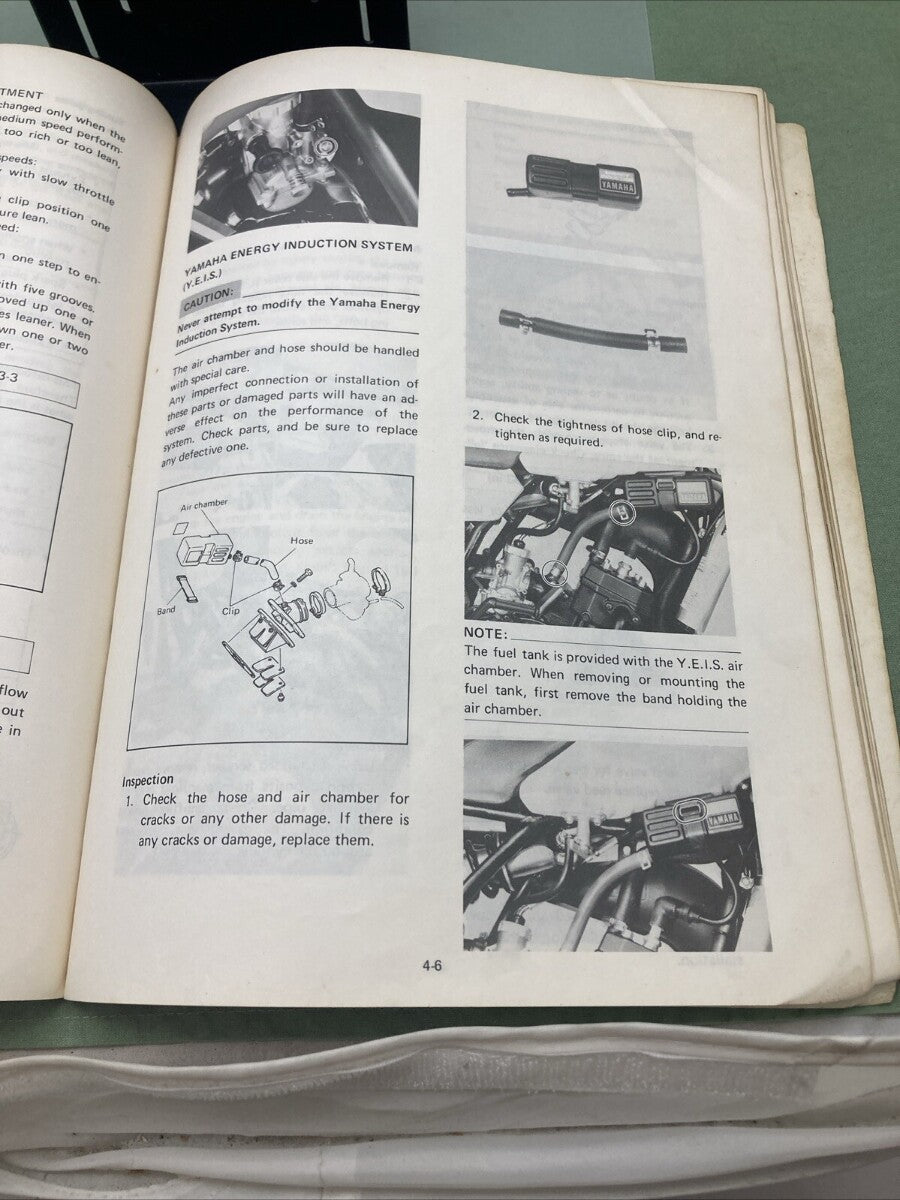 TMENT
changed only when the
medium speed perform-
too rich or too lean,
speeds:
with slow throttle
clip position one
ure lean.
ed:
n one step to en-
ith five grooves.
oved up one or
es leaner. When
wn one or two
er.
3-3
flow
out
e in
YAMAHA ENERGY INDUCTION SYSTEM
(Y.E.I.S.)
CAUTION:
Never attempt to modify the Yamaha Energy
Induction System.
The air chamber and hose should be handled
with special care.
Any imperfect connection or installation of
these parts or damaged parts will have an ad-
verse effect on the performance of the
system. Check parts, and be sure to replace
any defective one.
Air chamber
Hose
Band
Clip
Inspection
1. Check the hose and air chamber for
cracks or any other damage. If there is
any cracks or damage, replace them.
YAMAHA
2. Check the tightness of hose clip, and re-
tighten as required.
NOTE:
The fuel tank is provided with the Y.E.I.S. air
chamber. When removing or mounting the
fuel tank, first remove the band holding the
air chamber.
YAMAHA
4-6